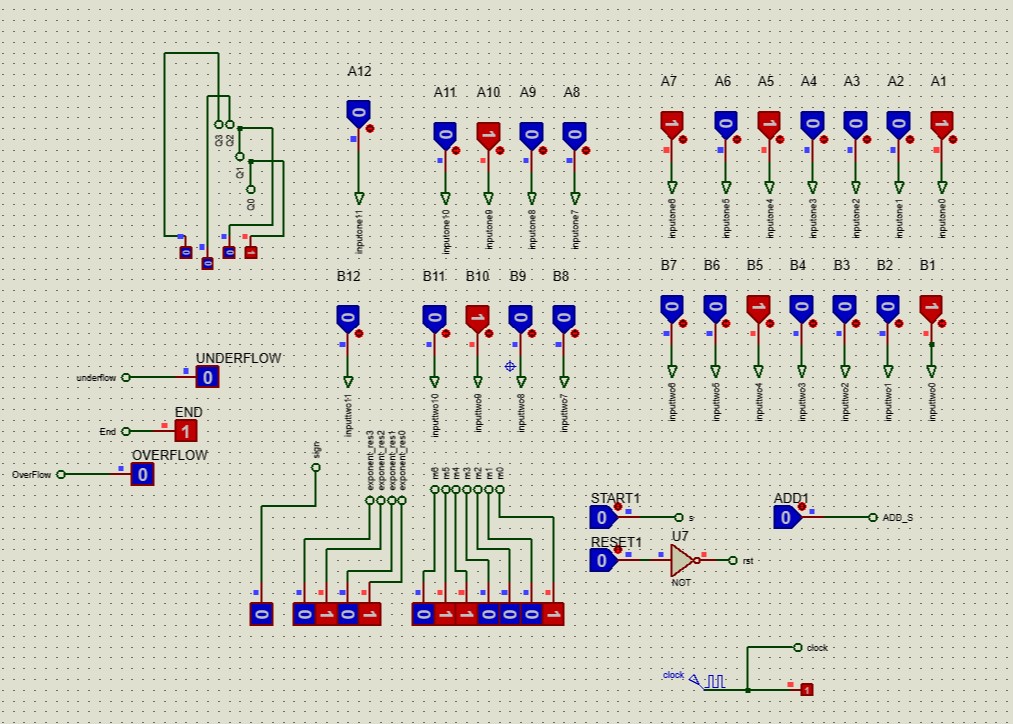 A12
A11 A10 A9 A8
A7 A6 A5 A4 A3 A2 A1
0
0 1 0 0
1 0 1 0 0 0 1
Q3
Q2
Q1
Q0
0 0 0 1
inputone11
inputone10 inputone9 inputone8 inputone7
inputone6 inputone5 inputone4 inputone3 inputone2 inputone1 inputone0
B12 B11 B10 B9 B8
B7 B6 B5 B4 B3 B2 B1
0 0 1 0 0
0 0 1 0 0 0 1
inputtwo11 inputtwo10 inputtwo9 inputtwo8 inputtwo7
inputtwo6 inputtwo5 inputtwo4 inputtwo3 inputtwo2 inputtwo1 inputtwo0
UNDERFLOW
underflow 0
END
End 1
OVERFLOW
OverFlow 0
sign
exponent_res3
exponent_res2
exponent_res1
exponent_res0
m6 m5 m4 m3 m2 m1 m0
0
0 1 0 1
0 1 1 0 0 0 1
START1
0 s
RESET1
0
U7
NOT
rst
ADD1
0 ADD_S
clock
clock
1